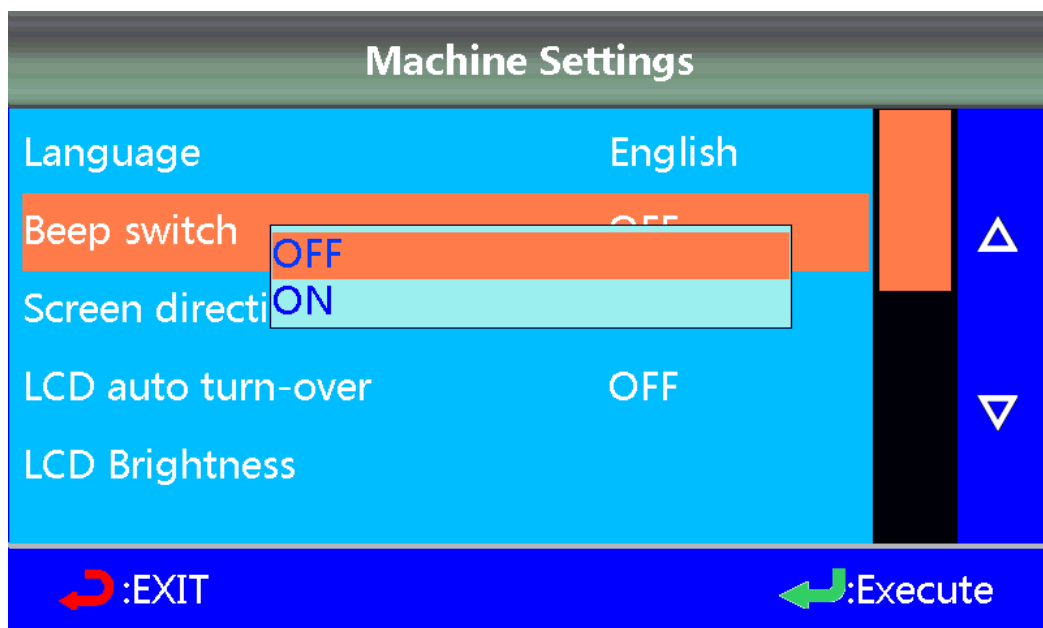 Machine Settings
Language English
Beep switch OFF
OFF
Screen directi
ON
LCD auto turn-over OFF
LCD Brightness
:EXIT :Execute